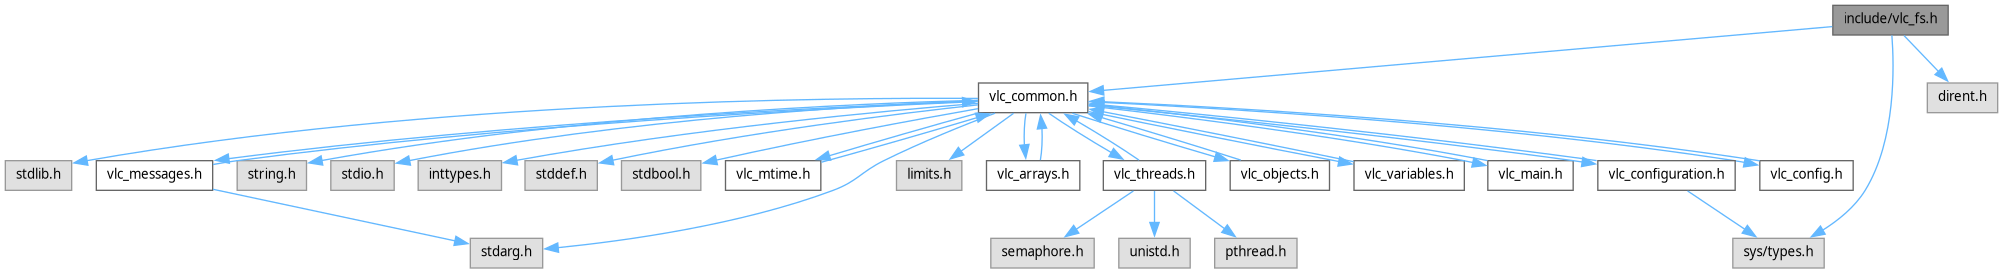 include/vlc_fs.h
vlc_common.h
dirent.h
stdlib.h
vlc_messages.h
string.h
stdio.h
inttypes.h
stddef.h
stdbool.h
vlc_mtime.h
limits.h
vlc_arrays.h
vlc_threads.h
vlc_objects.h
vlc_variables.h
vlc_main.h
vlc_configuration.h
vlc_config.h
stdarg.h
semaphore.h
unistd.h
pthread.h
sys/types.h